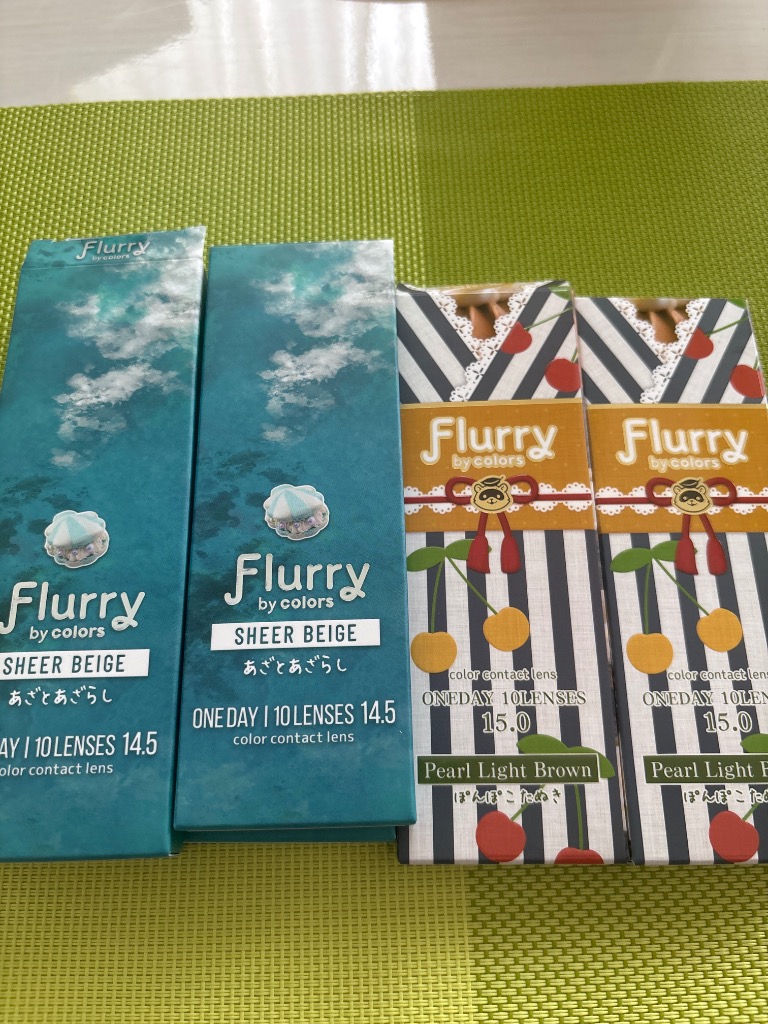 Flurry
by colors
Flurry
by colors
SHEER BEIGE
あざとあざらし
AY | 10 LENSES 14.5
olor contact lens
Flurry
by colors
SHEER BEIGE
あざとあざらし
ONE DAY | 10 LENSES 14.5
color contact lens
Flurry
by colors
color contact lens
ONEDAY 10LENSES
15.0
Pearl Light Brown
ぽんぽこたぬき
Flurry
by colors
color contact len
ONEDAY 10LEN
15.0
Pearl Light B
ぽんぽこた